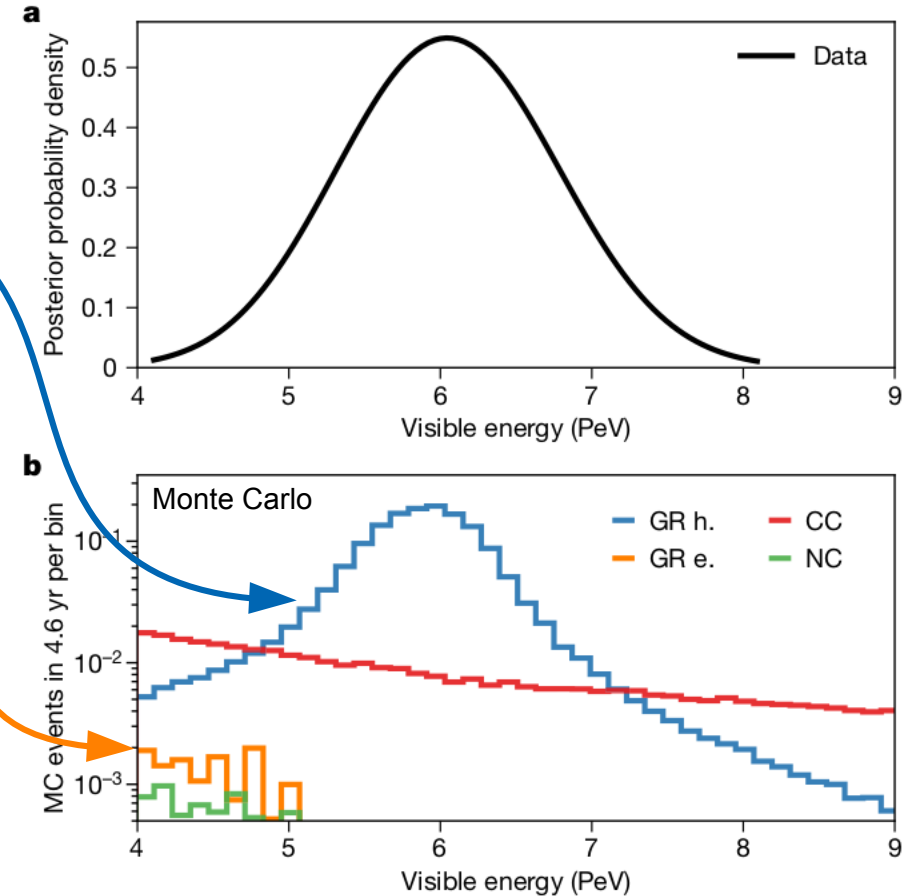 a
Posterior probability density
0.5
0.4
0.3
0.2
0.1
0
Data
4 5 6 7 8 9
Visible energy (PeV)
b
MC events in 4.6 yr per bin
10⁻¹
10⁻²
10⁻³
Monte Carlo
GR h. CC
GR e. NC
4 5 6 7 8 9
Visible energy (PeV)